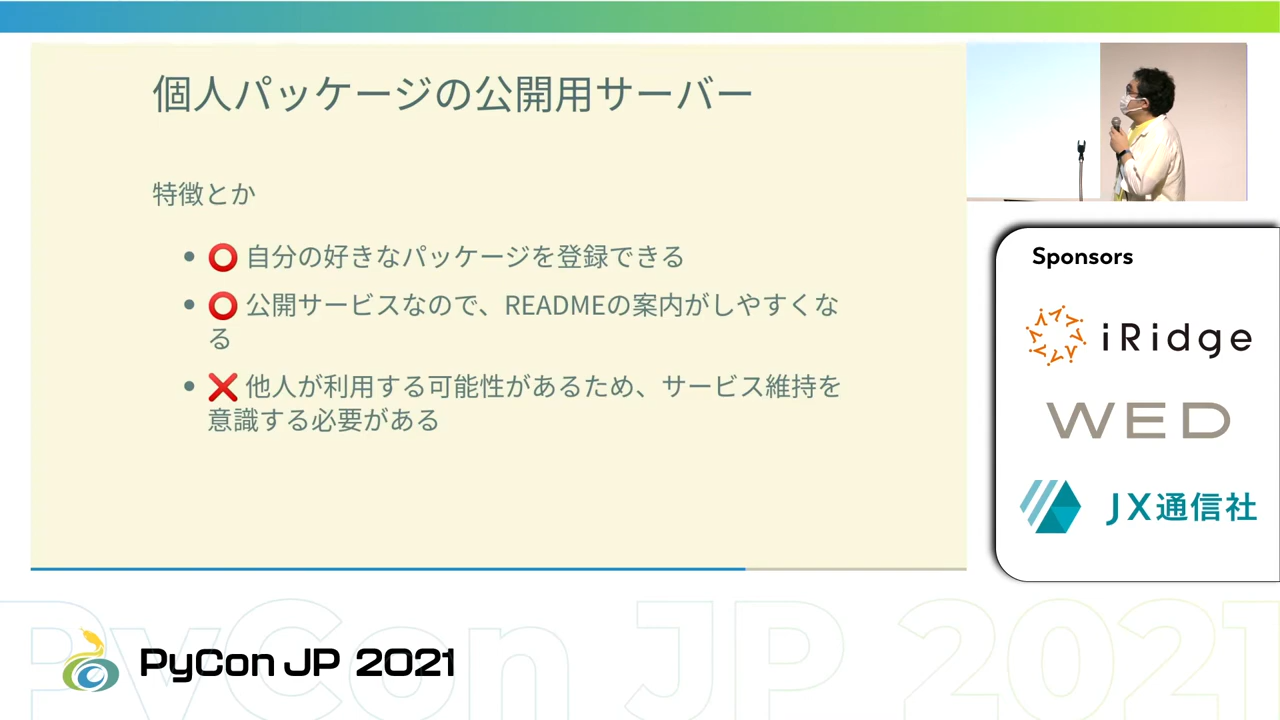 個人パッケージの公開用サーバー
特徴とか
• ⭕ 自分の好きなパッケージを登録できる
• ⭕ 公開サービスなので、READMEの案内がしやすくな
る
• ❌ 他人が利用する可能性があるため、サービス維持を
意識する必要がある
Sponsors
iRidge
WED
JX通信社
PyCon JP 2021
PyCon JP 2021